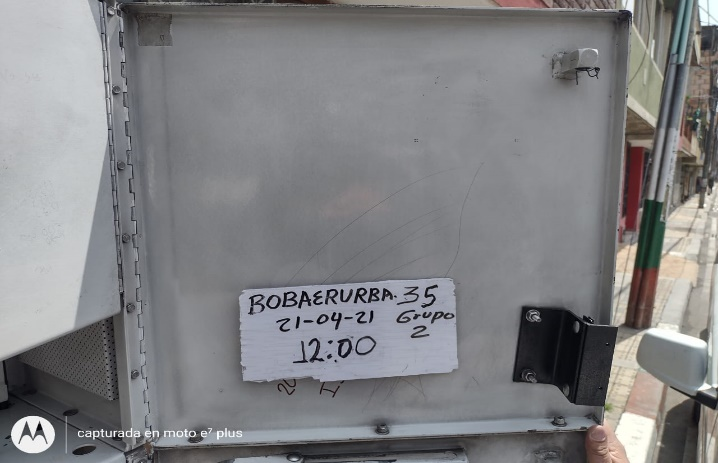 BOBAERURBA. 35
21-04-21 Grupo
2
12:00
capturada en moto e⁷ plus